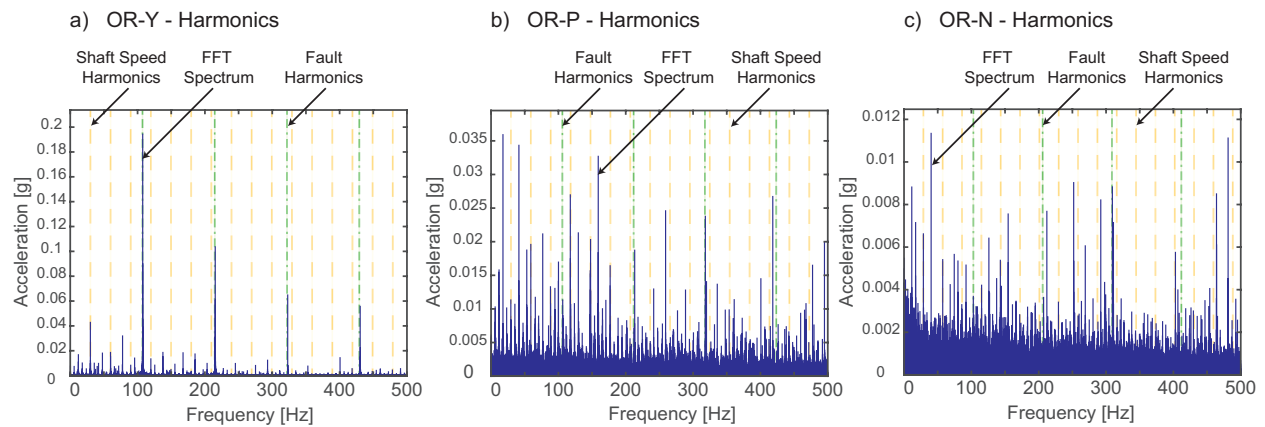 a) OR-Y - Harmonics
Shaft Speed
Harmonics
FFT
Spectrum
Fault
Harmonics
Acceleration [g]
0.2
0.18
0.16
0.14
0.12
0.1
0.08
0.06
0.04
0.02
0
0 100 200 300 400 500
Frequency [Hz]
b) OR-P - Harmonics
Fault
Harmonics
FFT
Spectrum
Shaft Speed
Harmonics
Acceleration [g]
0.035
0.03
0.025
0.02
0.015
0.01
0.005
0
0 100 200 300 400 500
Frequency [Hz]
c) OR-N - Harmonics
FFT
Spectrum
Fault
Harmonics
Shaft Speed
Harmonics
Acceleration [g]
0.012
0.01
0.008
0.006
0.004
0.002
0
0 100 200 300 400 500
Frequency [Hz]